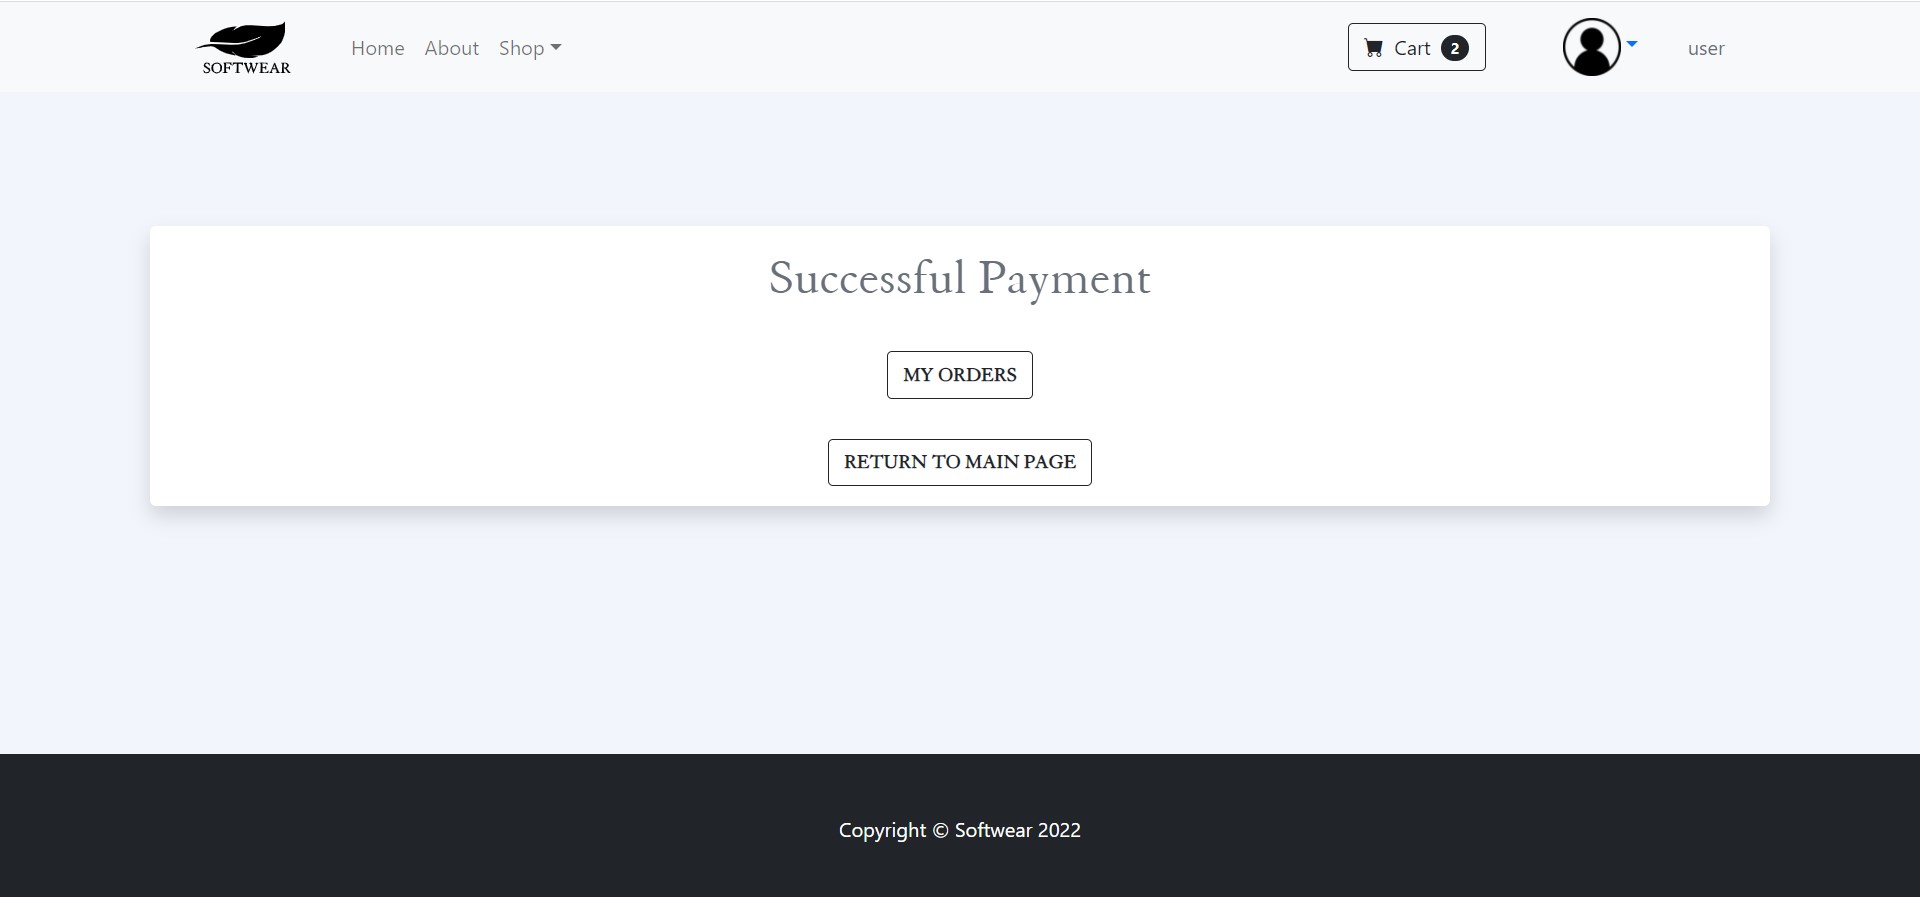 SOFTWEAR
Home About Shop
Cart 2
user
Successful Payment
MY ORDERS
RETURN TO MAIN PAGE
Copyright © Softwear 2022